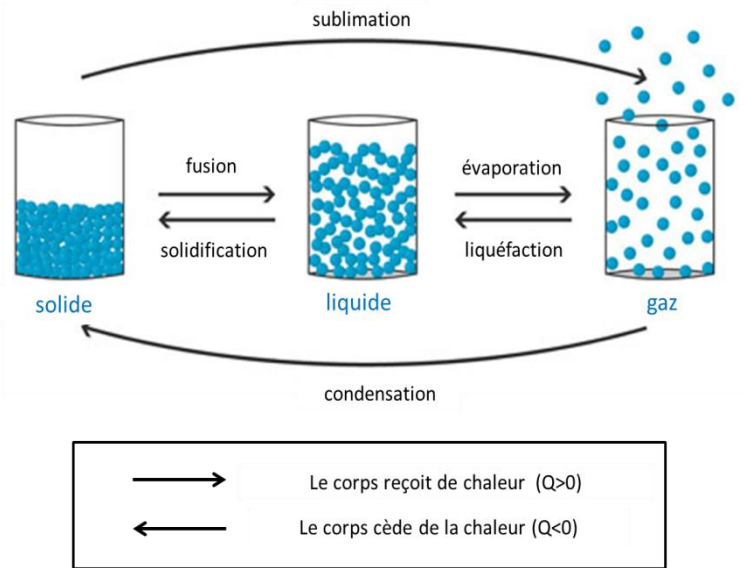 sublimation
fusion
évaporation
solidification
liquéfaction
solide
liquide
gaz
condensation
Le corps reçoit de chaleur (Q>0)
Le corps cède de la chaleur (Q<0)